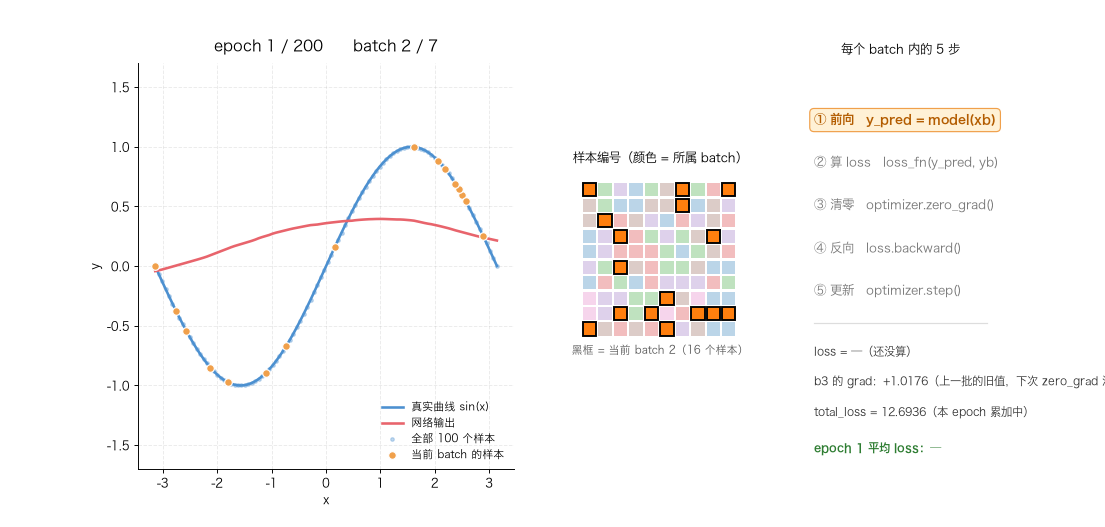 epoch 1 / 200 batch 2 / 7
1.5
1.0
0.5
0.0
-0.5
-1.0
-1.5
y
-3
-2
-1
0
1
2
3
x
真实曲线 sin(x)
网络输出
全部 100 个样本
当前 batch 的样本
样本编号（颜色 = 所属 batch）
黑框 = 当前 batch 2（16 个样本）
每个 batch 内的 5 步
① 前向 y_pred = model(xb)
② 算 loss loss_fn(y_pred, yb)
③ 清零 optimizer.zero_grad()
④ 反向 loss.backward()
⑤ 更新 optimizer.step()
loss = —（还没算）
b3 的 grad：+1.0176（上一批的旧值，下次 zero_grad
total_loss = 12.6936（本 epoch 累加中）
epoch 1 平均 loss：—